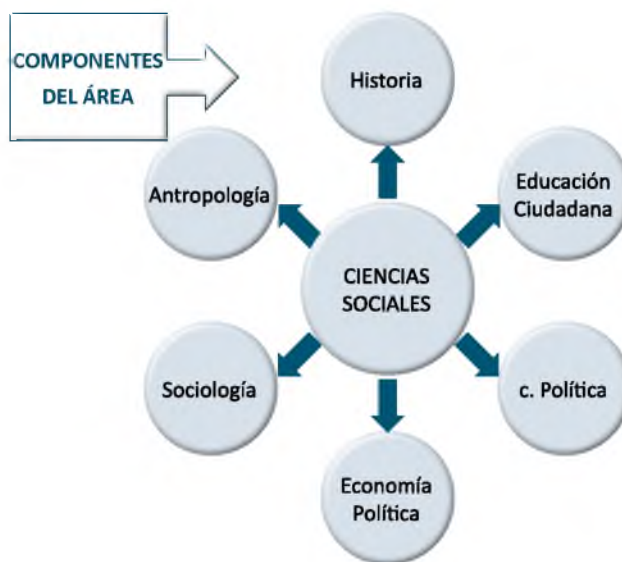 COMPONENTES
DEL ÁREA
Historia
Antropología
Educación
Ciudadana
CIENCIAS
SOCIALES
Sociología
c. Política
Economía
Política